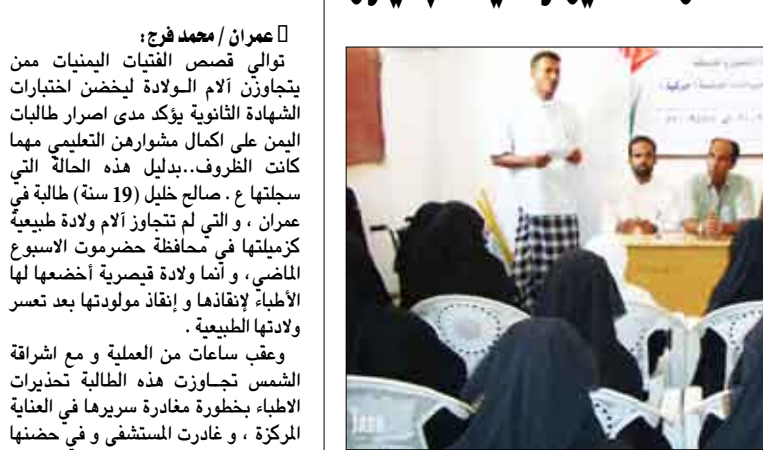 عمران / محمد فرج:
توالي قصص الفتيات اليمنيات ممن
يتجاوزن آلام الــولادة ليخضن اختبارات
الشهادة الثانوية يؤكد مدى اصرار طالبات
اليمن على اكمال مشوارهن التعليمي مهما
كانت الظروف..بدليل هذه الحالة التي
سجلتها ع . صالح خليل (19 سنة) طالبة في
عمران ، و التي لم تتجاوز آلام ولادة طبيعية
كزميلتها في محافظة حضرموت الاسبوع
الماضي، و انما ولادة قيصرية أخضعها لها
الأطباء لإنقاذها و إنقاذ مولودتها بعد تعسر
ولادتها الطبيعية .
وعقب ساعات من العملية و مع اشراقة
الشمس تجــاوزت هذه الطالبة تحذيرات
الاطباء بخطورة مغادرة سريرها في العناية
المركزة ، و غادرت المستشفى و في حضنها